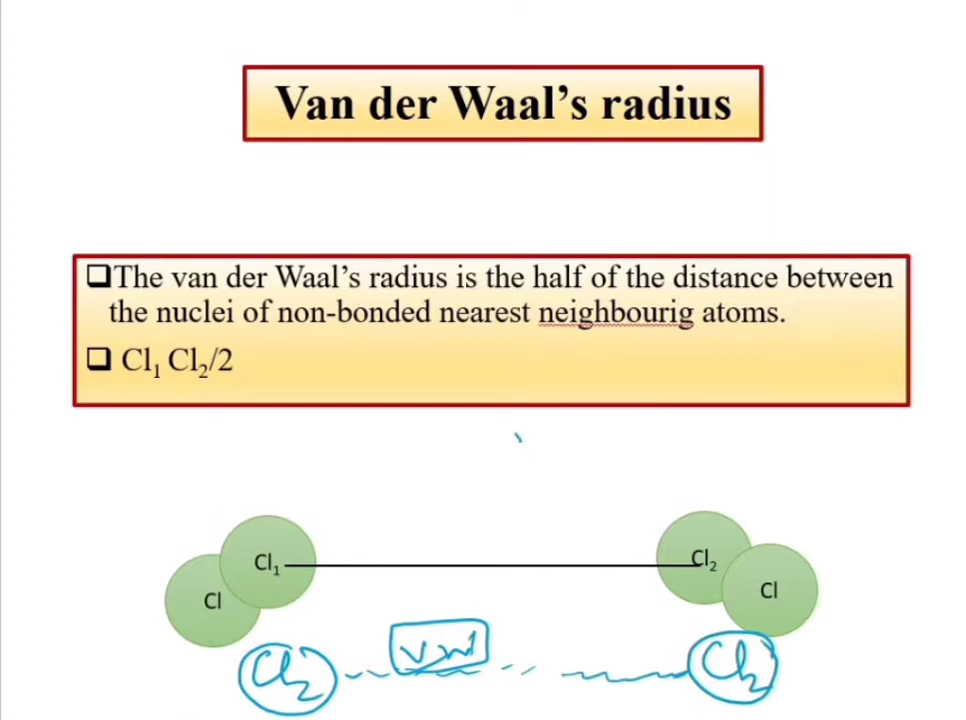 Van der Waal’s radius
❑The van der Waal’s radius is the half of the distance between
the nuclei of non-bonded nearest neighbourig atoms.
❑ Cl₁ Cl₂/2
Cl₁
Cl₂
Cl
Cl
Cl₂
Cl₂